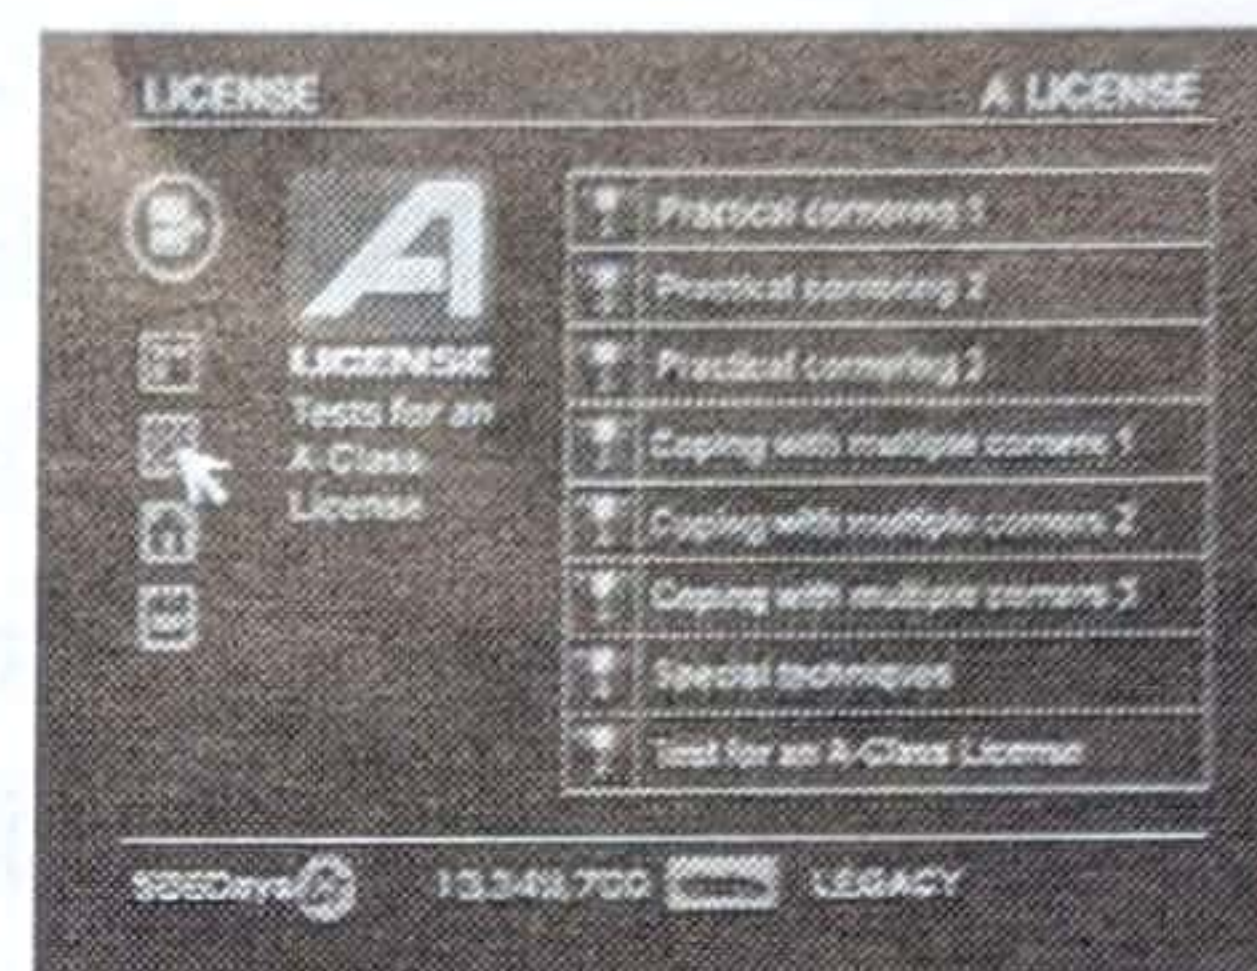 LICENSE
A LICENSE
A
LICENSE
Tests for an
A-Class
License
Practical cornering 1
Practical cornering 2
Practical cornering 3
Coping with multiple corners 1
Coping with multiple corners 2
Coping with multiple corners 3
Special techniques
Test for an A-Class License
Days
LEGACY